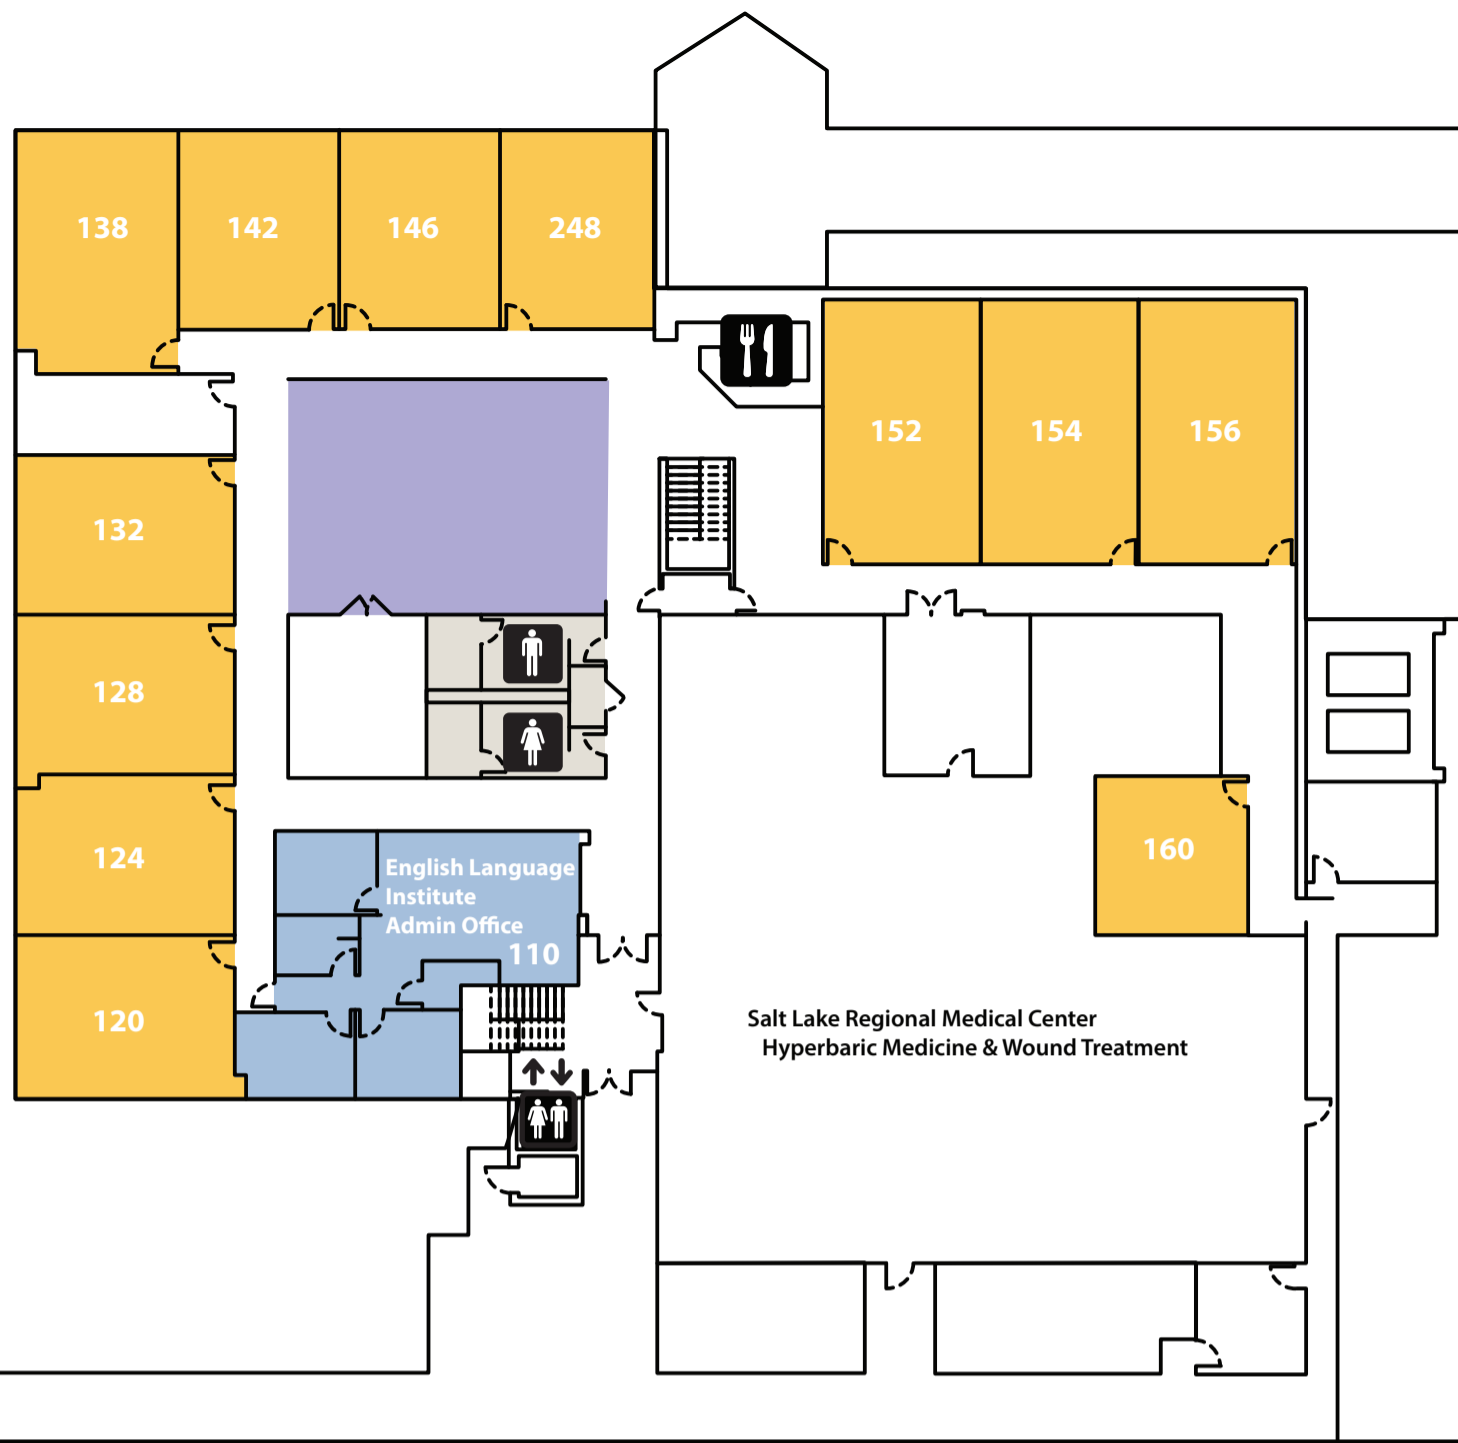 138
142
146
248
152
154
156
132
128
124
120
English Language
Institute
Admin Office
110
160
Salt Lake Regional Medical Center
Hyperbaric Medicine & Wound Treatment